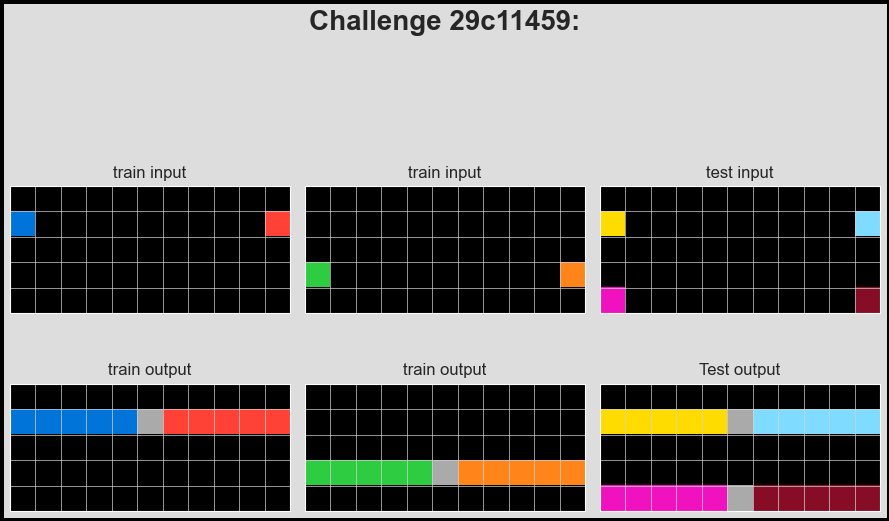 Challenge 29c11459:
train input
train input
test input
train output
train output
Test output